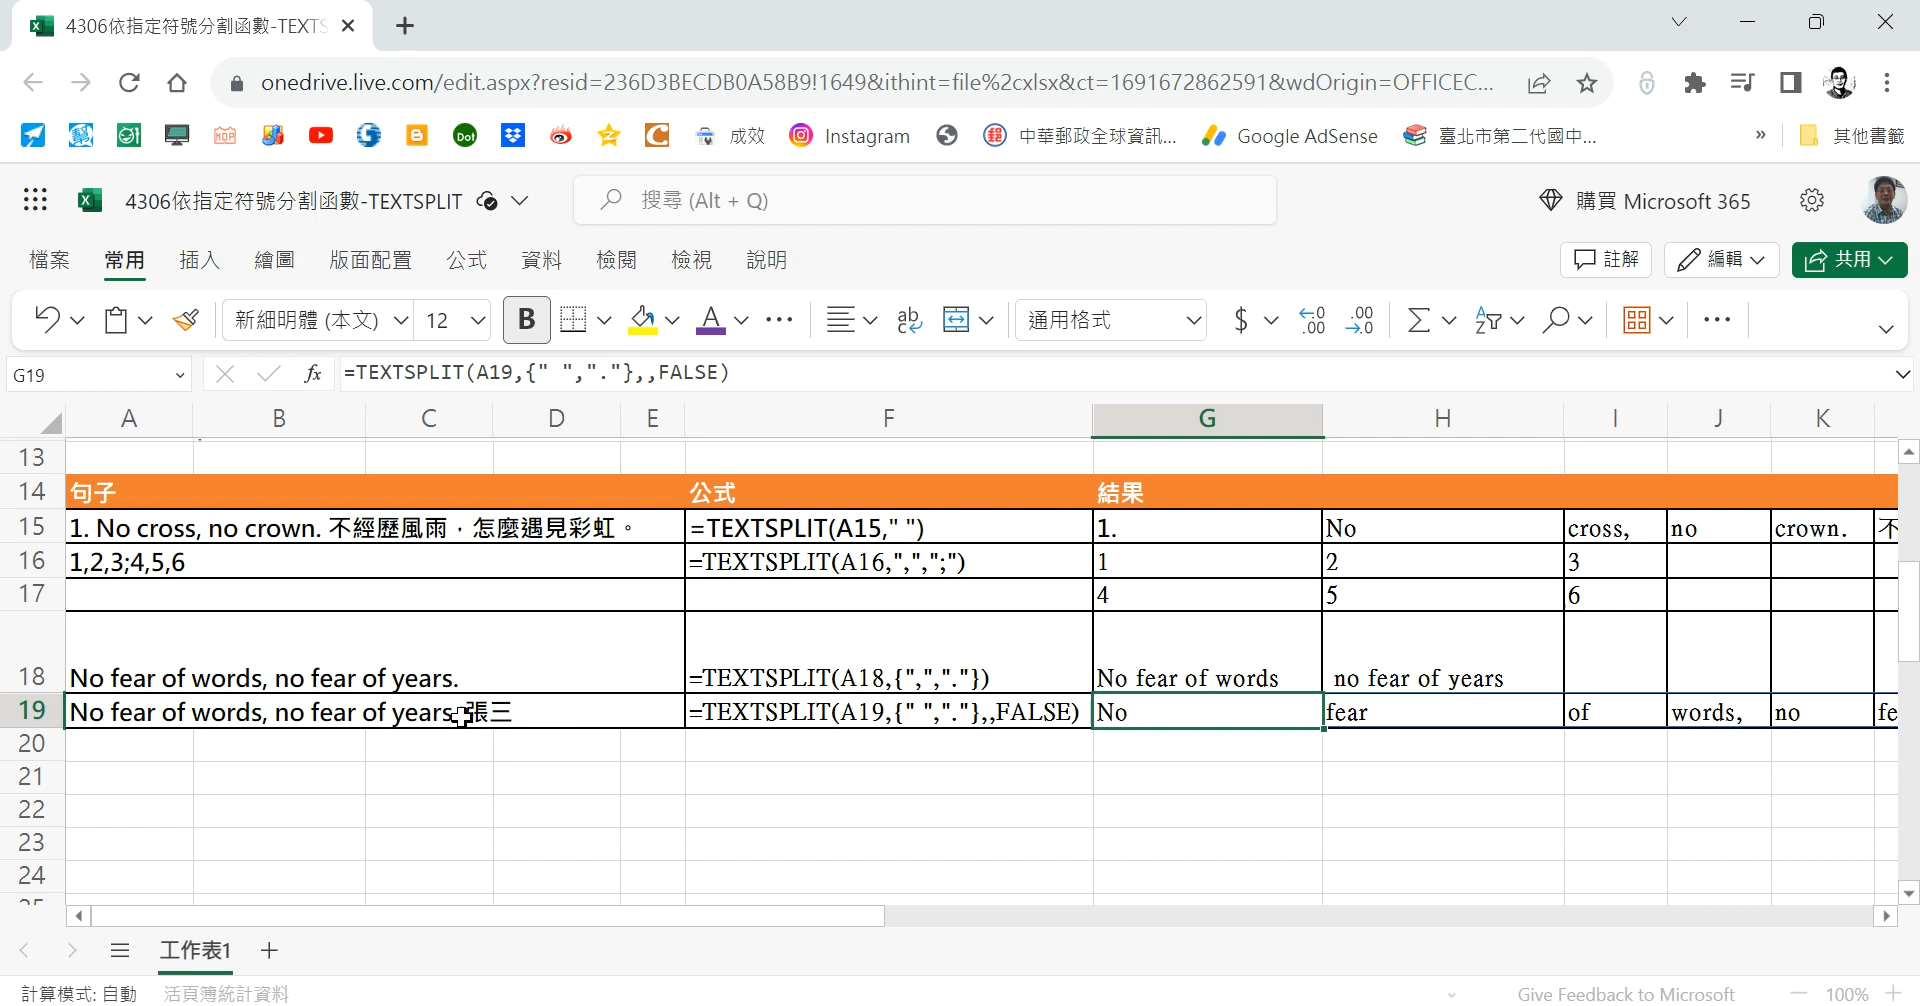 4306依指定符號分割函數-TEXTS
onedrive.live.com/edit.aspx?resid=236D3BECDB0A58B9!1649&ithint=file%2cxlsx&ct=1691672862591&wdOrigin=OFFICEC...
成效 Instagram 中華郵政全球資訊... Google AdSense 臺北市第二代國中... » 其他書籤
4306依指定符號分割函數-TEXTSPLIT
搜尋 (Alt + Q)
購買 Microsoft 365
檔案 常用 插入 繪圖 版面配置 公式 資料 檢閱 檢視 說明
註解 編輯 共用
新細明體 (本文) 12 B 通用格式
G19 fx =TEXTSPLIT(A19,{" ","."},,FALSE)
A B C D E F G H I J K
13
14 句子 公式 結果
15 1. No cross, no crown. 不經歷風雨，怎麼遇見彩虹。 =TEXTSPLIT(A15," ") 1. No cross, no crown. 不
16 1,2,3;4,5,6 =TEXTSPLIT(A16,",",";") 1 2 3
17 4 5 6
18 No fear of words, no fear of years. =TEXTSPLIT(A18,{",","."}) No fear of words no fear of years
19 No fear of words, no fear of years 張三 =TEXTSPLIT(A19,{" ","."},,FALSE) No fear of words, no fe
20
21
22
23
24
25
工作表1
計算模式: 自動 活頁簿統計資料 Give Feedback to Microsoft 100%